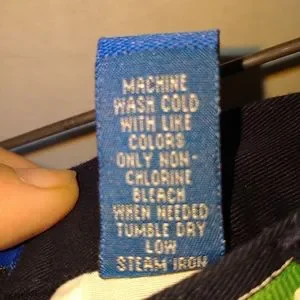 MACHINE
WASH COLD
WITH LIKE
COLORS
ONLY NON-
CHLORINE
BLEACH
WHEN NEEDED
TUMBLE DRY
LOW
STEAM IRON